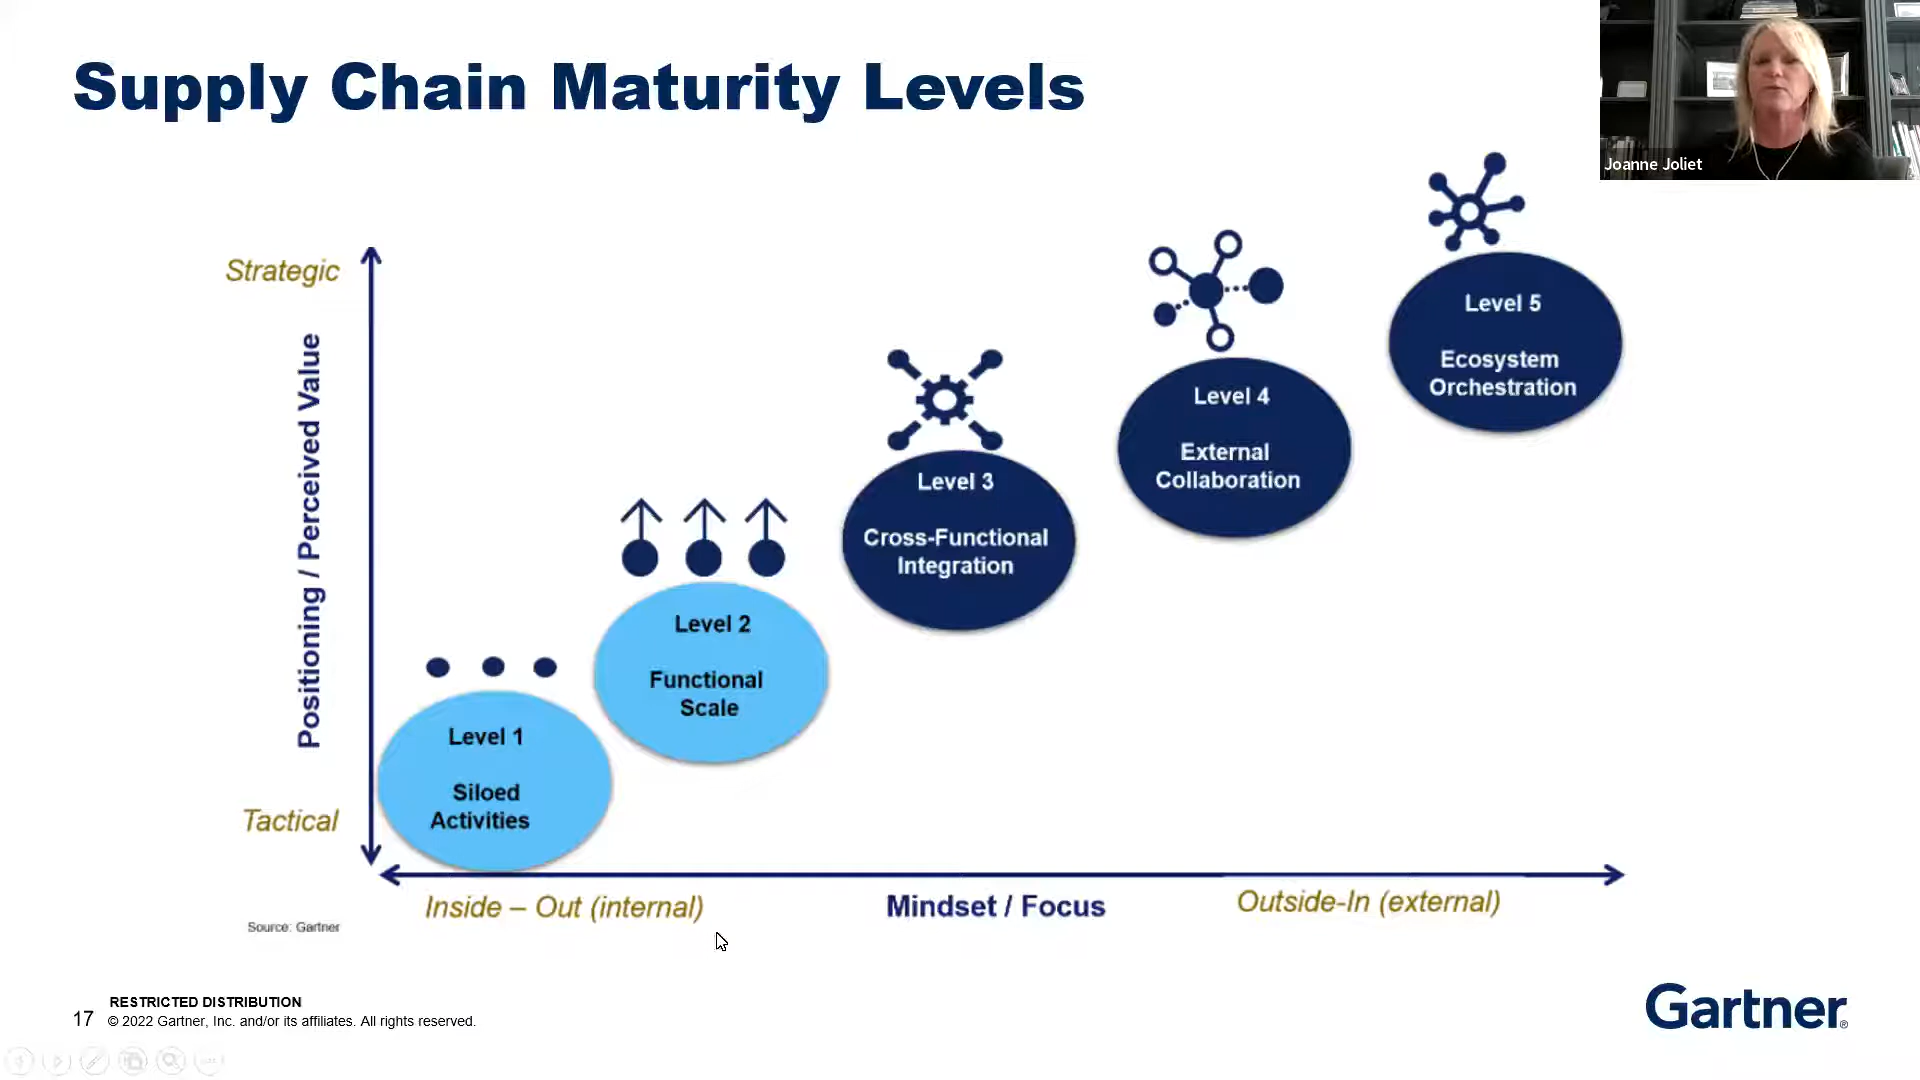 Supply Chain Maturity Levels
Joanne Joliet
Strategic
Positioning / Perceived Value
Tactical
Level 5
Ecosystem
Orchestration
Level 4
External
Collaboration
Level 3
Cross-Functional
Integration
Level 2
Functional
Scale
Level 1
Siloed
Activities
Inside – Out (internal)
Mindset / Focus
Outside-In (external)
Source: Gartner
RESTRICTED DISTRIBUTION
17 © 2022 Gartner, Inc. and/or its affiliates. All rights reserved.
Gartner®